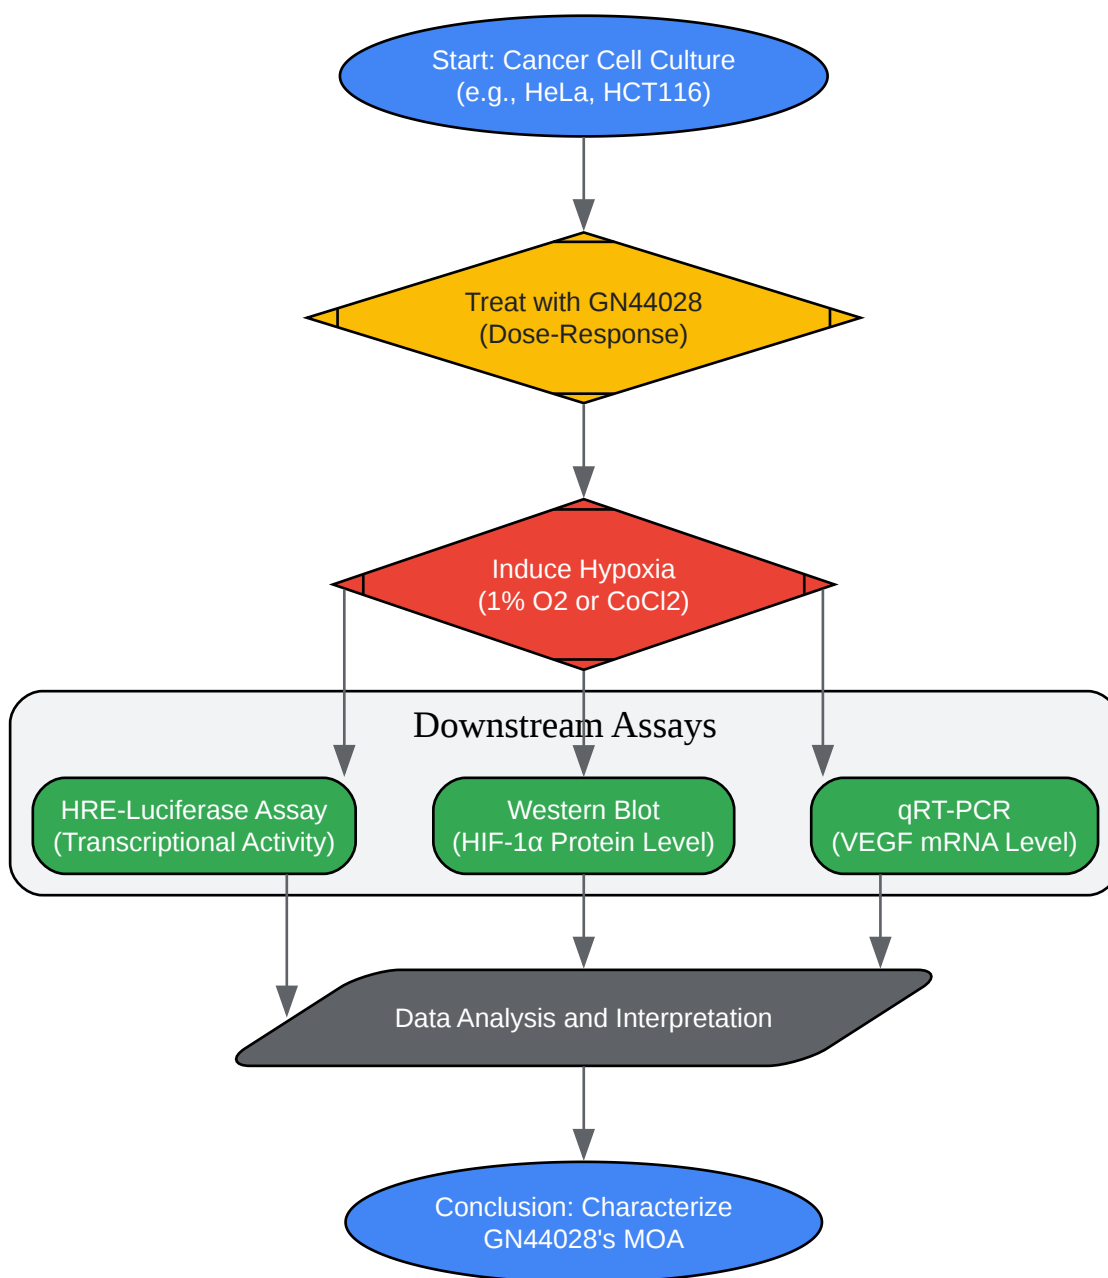 Start: Cancer Cell Culture
(e.g., HeLa, HCT116)
Treat with GN44028
(Dose-Response)
Induce Hypoxia
(1% O2 or CoCl2)
Downstream Assays
HRE-Luciferase Assay
(Transcriptional Activity)
Western Blot
(HIF-1α Protein Level)
qRT-PCR
(VEGF mRNA Level)
Data Analysis and Interpretation
Conclusion: Characterize
GN44028's MOA